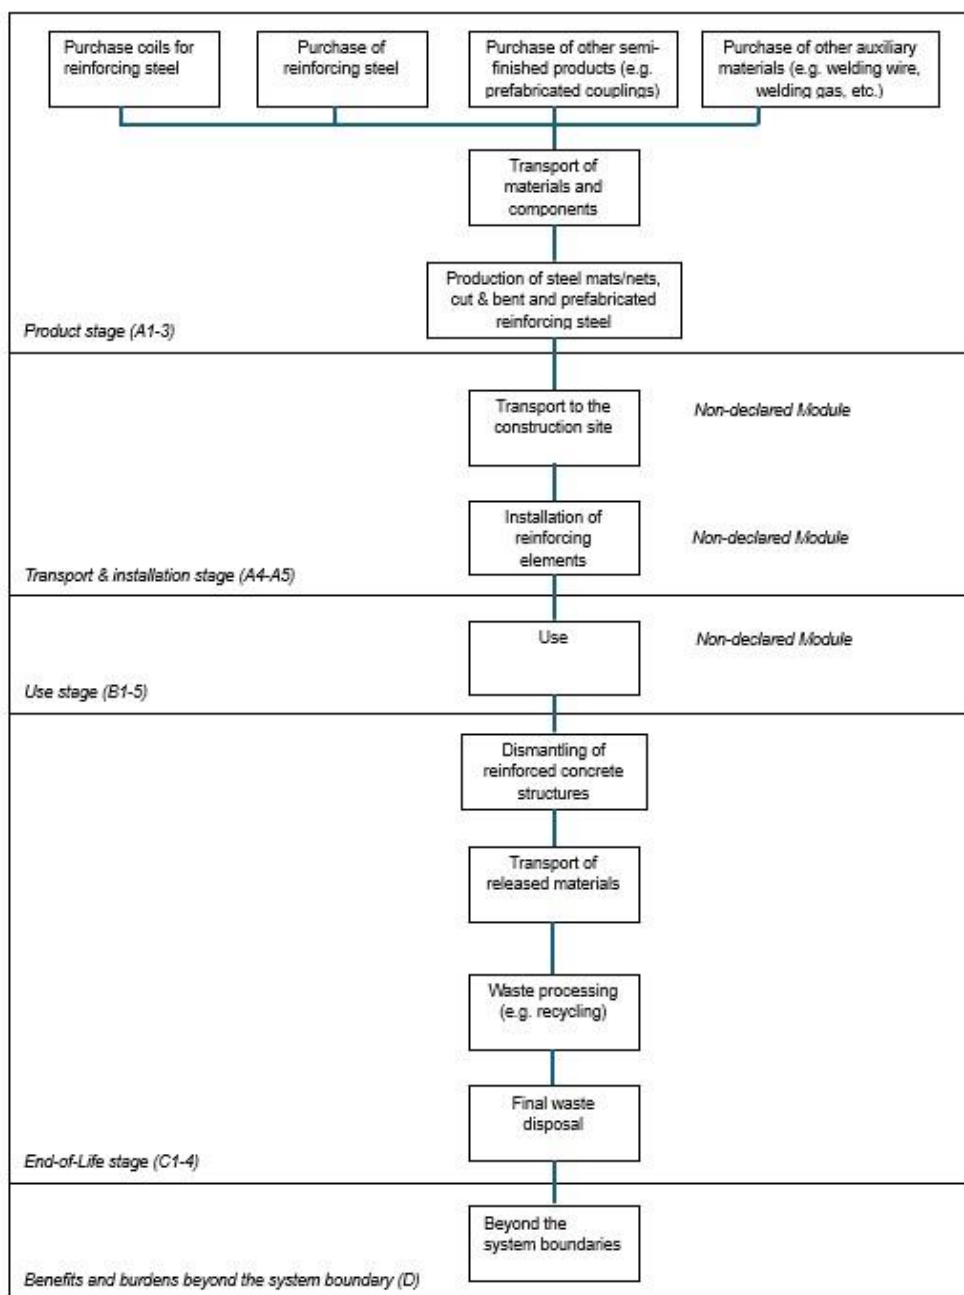 Purchase coils for
reinforcing steel
Purchase of
reinforcing steel
Purchase of other semi-
finished products (e.g.
prefabricated couplings)
Purchase of other auxiliary
materials (e.g. welding wire,
welding gas, etc.)
Transport of
materials and
components
Production of steel mats/nets,
cut & bent and prefabricated
reinforcing steel
Product stage (A1-3)
Transport to the
construction site
Non-declared Module
Installation of
reinforcing
elements
Non-declared Module
Transport & installation stage (A4-A5)
Use
Non-declared Module
Use stage (B1-5)
Dismantling of
reinforced concrete
structures
Transport of
released materials
Waste processing
(e.g. recycling)
Final waste
disposal
End-of-Life stage (C1-4)
Beyond the
system boundaries
Benefits and burdens beyond the system boundary (D)